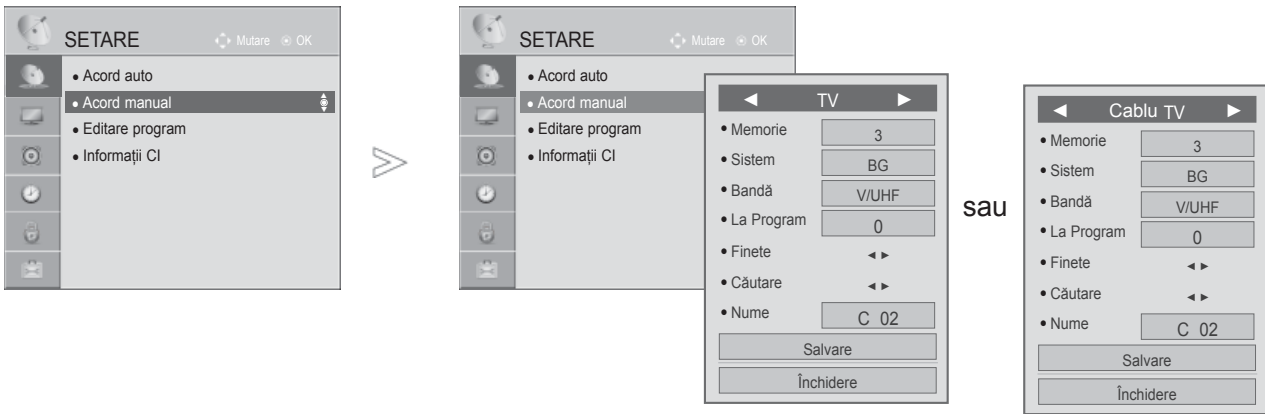 SETARE
Mutare OK
• Acord auto
• Acord manual
• Editare program
• Informații CI
SETARE
Mutare OK
• Acord auto
• Acord manual
• Editare program
• Informații CI
◄ TV ►
• Memorie 3
• Sistem BG
• Bandă V/UHF
• La Program 0
• Finete ◄ ►
• Căutare ◄ ►
• Nume C 02
Salvare
Închidere
sau
◄ Cablu TV ►
• Memorie 3
• Sistem BG
• Bandă V/UHF
• La Program 0
• Finete ◄ ►
• Căutare ◄ ►
• Nume C 02
Salvare
Închidere